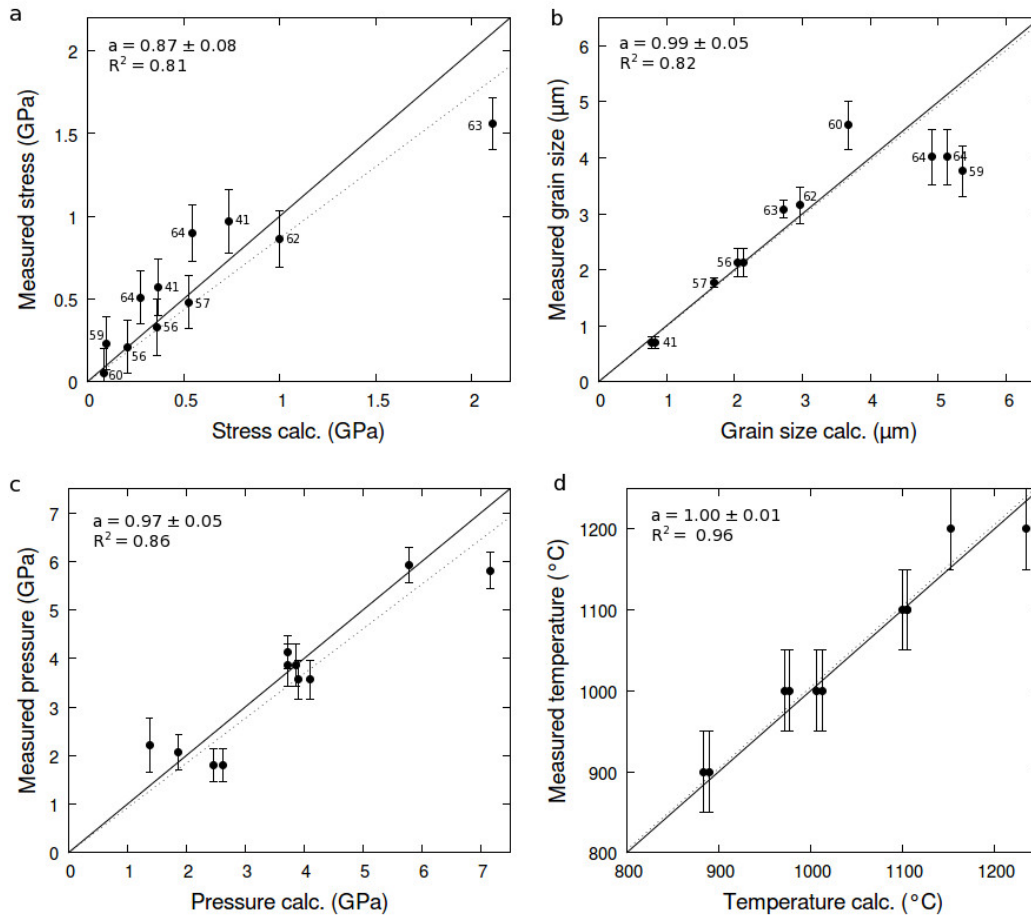 a
a = 0.87 ± 0.08
R² = 0.81
Measured stress (GPa)
2
1.5
1
0.5
0
63
41
64
62
41
64
57
56
59
56
60
0 0.5 1 1.5 2
Stress calc. (GPa)
b
a = 0.99 ± 0.05
R² = 0.82
Measured grain size (µm)
6
5
4
3
2
1
0
60
64 64
59
62
63
56
57
41
0 1 2 3 4 5 6
Grain size calc. (µm)
c
a = 0.97 ± 0.05
R² = 0.86
Measured pressure (GPa)
7
6
5
4
3
2
1
0
0 1 2 3 4 5 6 7
Pressure calc. (GPa)
d
a = 1.00 ± 0.01
R² = 0.96
Measured temperature (°C)
1200
1100
1000
900
800
800 900 1000 1100 1200
Temperature calc. (°C)